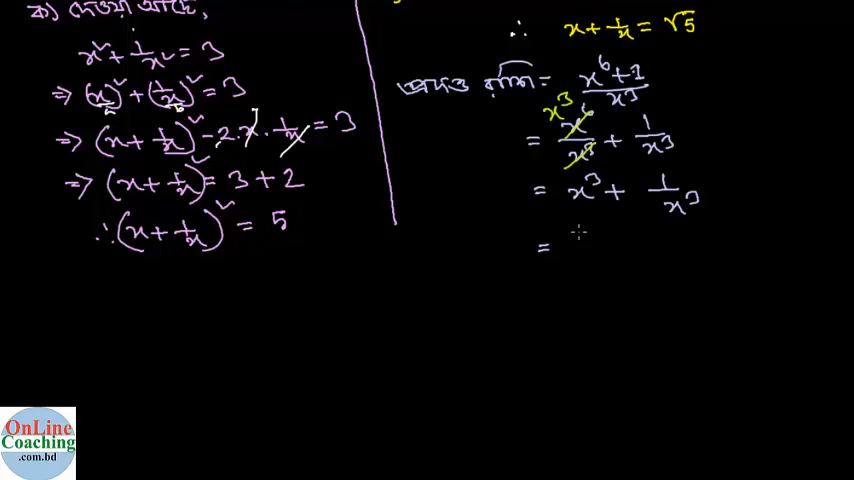 ক) দেওয়া আছে,
x² + 1/x² = 3
⇒ (x)² + (1/x)² = 3
⇒ (x + 1/x)² - 2.x.1/x = 3
⇒ (x + 1/x)² = 3 + 2
∴ (x + 1/x)² = 5
∴ x + 1/x = √5
প্রদত্ত রাশি = x⁶+1/x³
x³
= x⁶/x³ + 1/x³
= x³ + 1/x³
=
OnLine
Coaching
.com.bd